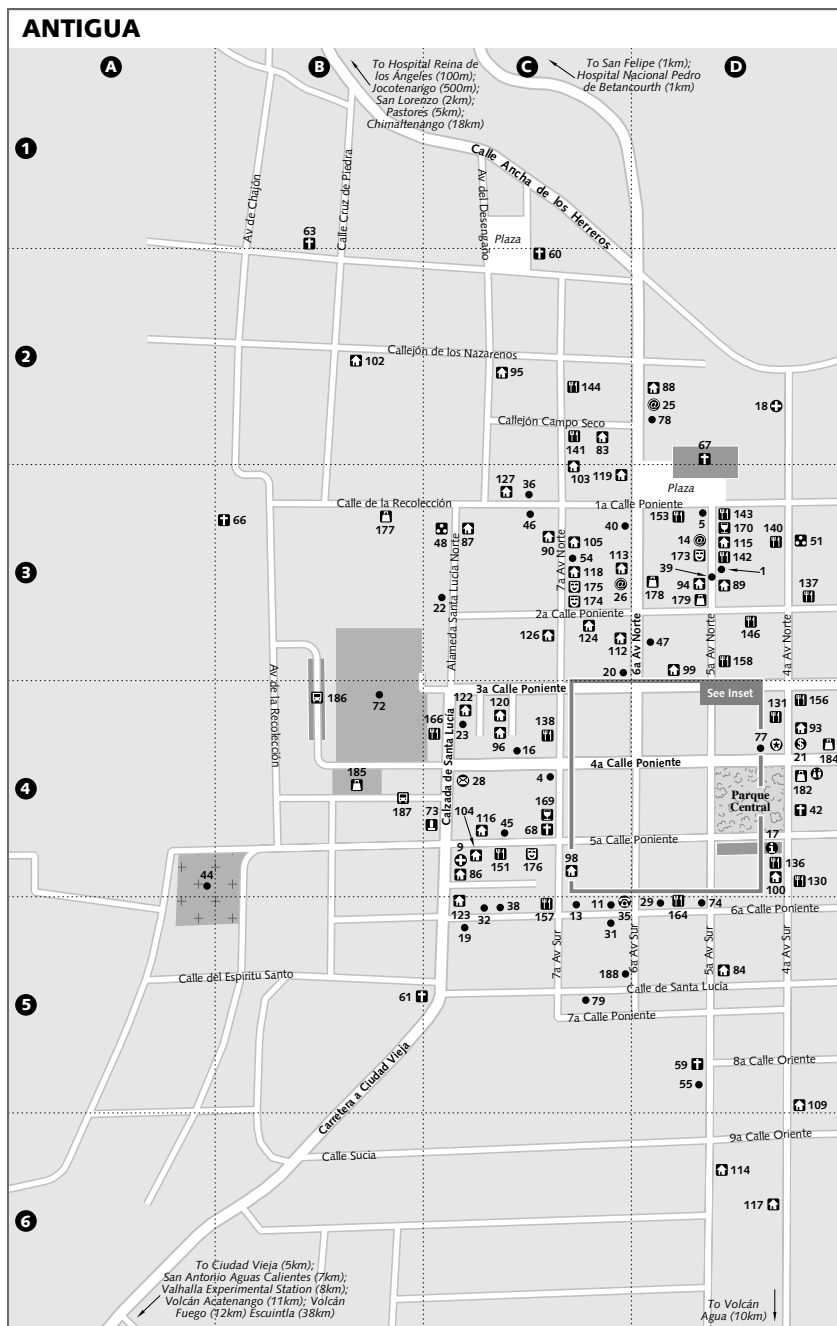 ANTIGUA
A
B
C
D
To Hospital Reina de
los Ángeles (100m);
Jocotenango (500m);
San Lorenzo (2km);
Pastores (5km);
Chimaltenango (18km)
To San Felipe (1km);
Hospital Nacional Pedro
de Betancourth (1km)
1
Calle Ancha de los Herreros
Av de Chajón
Calle Cruz de Piedra
Av del Desengaño
63
Plaza
60
2
Callejón de los Nazarenos
102
95
144
88
25
18
78
Callejón Campo Seco
141
83
67
103
119
127
36
Plaza
Calle de la Recolección
1a Calle Poniente
66
177
46
48
87
90
105
54
40
153
5
143
170
140
14
115
51
113
173
142
39
1
3
118
175
174
26
178
94
89
179
137
22
Alameda Santa Lucía Norte
7a Av Norte
2a Calle Poniente
126
124
112
47
6a Av Norte
5a Av Norte
146
4a Av Norte
158
20
99
Av de la Recolección
186
72
3a Calle Poniente
See Inset
122
120
131
156
166
23
138
77
93
96
16
21
184
Calzada de Santa Lucía
4a Calle Poniente
4
185
28
4
182
Parque
Central
187
73
104
116
45
169
68
42
5a Calle Poniente
17
9
151
176
98
136
86
130
100
44
123
32
38
157
13
11
35
29
164
74
6a Calle Poniente
19
31
7a Av Sur
6a Av Sur
5a Av Sur
4a Av Sur
Calle del Espíritu Santo
188
84
Calle de Santa Lucía
5
61
79
7a Calle Poniente
59
8a Calle Oriente
55
Carretera a Ciudad Vieja
109
9a Calle Oriente
Calle Sucia
114
117
6
To Ciudad Vieja (5km);
San Antonio Aguas Calientes (7km);
Valhalla Experimental Station (8km);
Volcán Acatenango (11km); Volcán
Fuego (12km) Escuintla (38km)
To Volcán
Agua (10km)